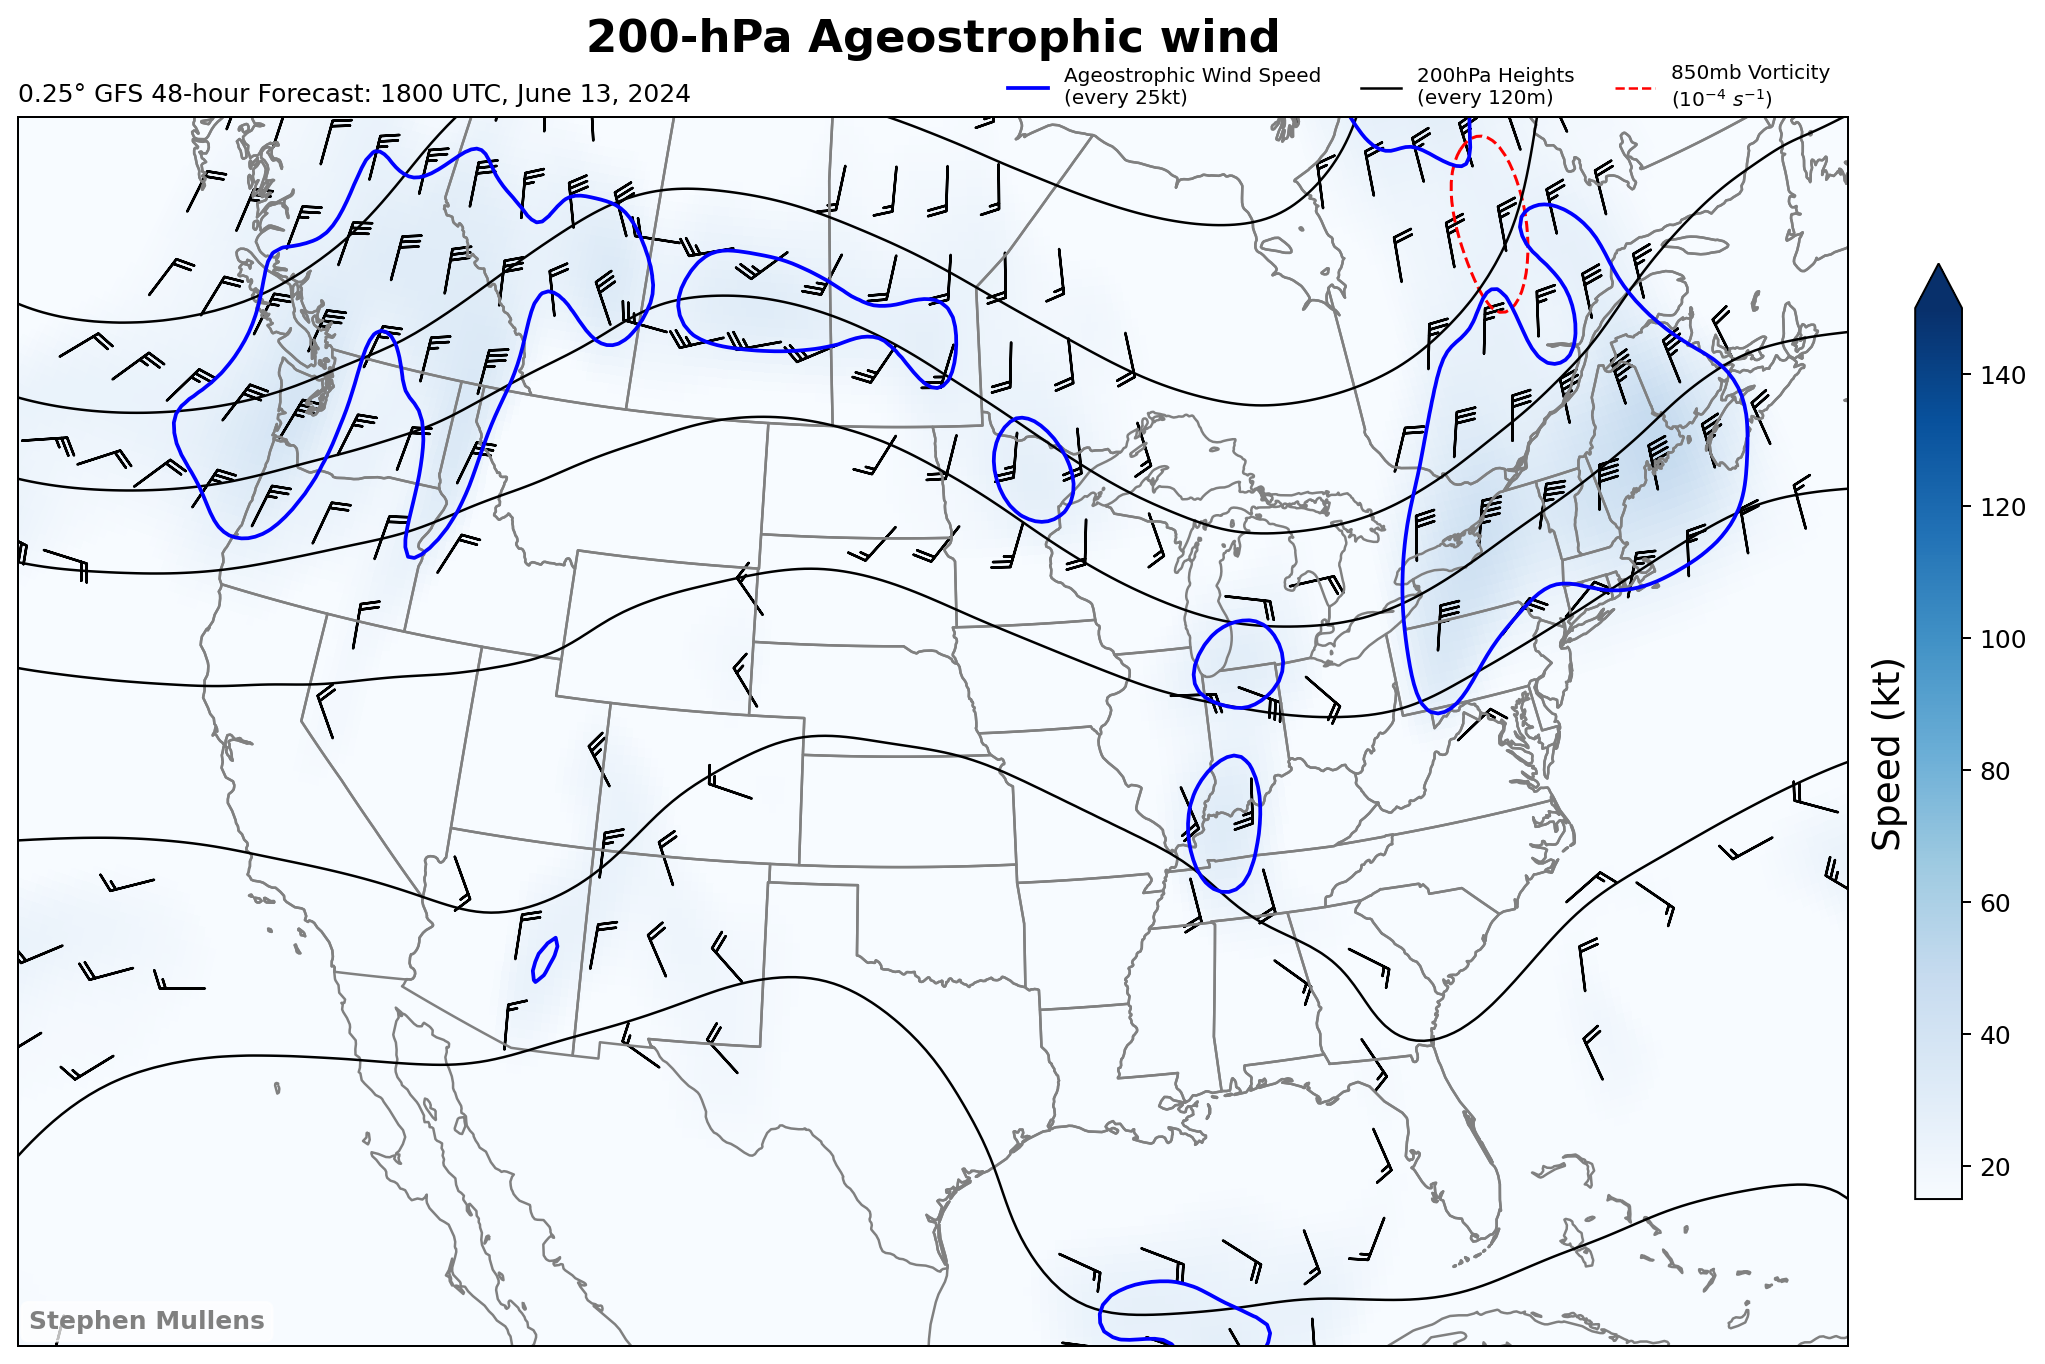 200-hPa Ageostrophic wind
0.25° GFS 48-hour Forecast: 1800 UTC, June 13, 2024
Ageostrophic Wind Speed
(every 25kt)
200hPa Heights
(every 120m)
850mb Vorticity
(10⁻⁴ s⁻¹)
140
120
100
80
60
40
20
Speed (kt)
Stephen Mullens